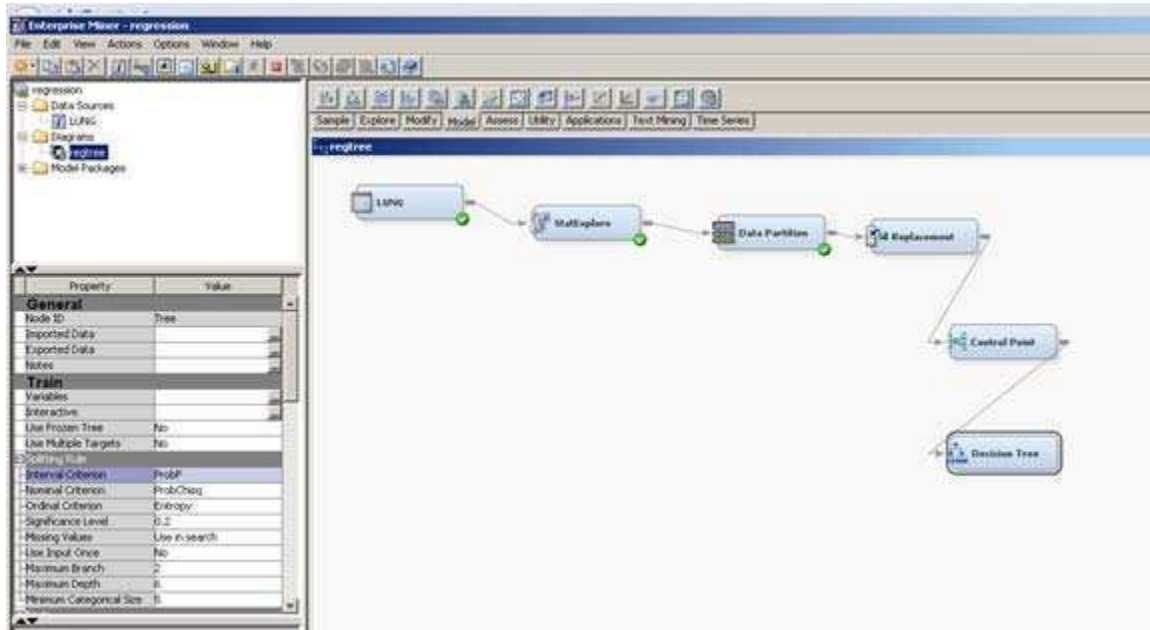 Enterprise Miner - regression
File Edit View Actions Options Window Help
regression
Data Sources
LUNG
Diagrams
regtree
Model Packages
Sample Explore Modify Model Assess Utility Applications Text Mining Time Series
regtree
LUNG
StatExplore
Data Partition
Replacement
Control Point
Decision Tree
Property Value
General
Node ID Tree
Imported Data
Exported Data
Notes
Train
Variables
Interactive
Use Frozen Tree No
Use Multiple Targets No
Splitting Rule
Interval Criterion ProbF
Nominal Criterion ProbChisq
Ordinal Criterion Entropy
Significance Level 0.2
Missing Values Use in search
Use Input Once No
Maximum Branch 2
Maximum Depth 6
Minimum Categorical Size 5